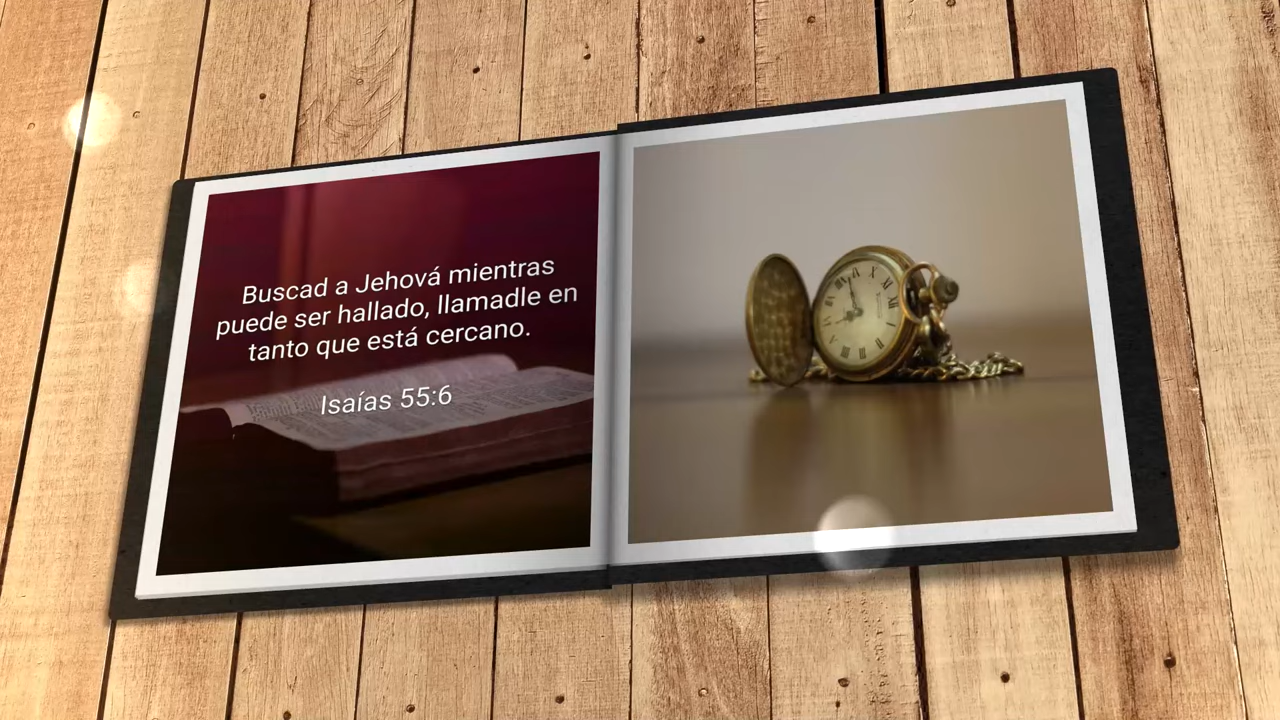 Buscad a Jehová mientras
puede ser hallado, llamadle en
tanto que está cercano.
Isaías 55:6